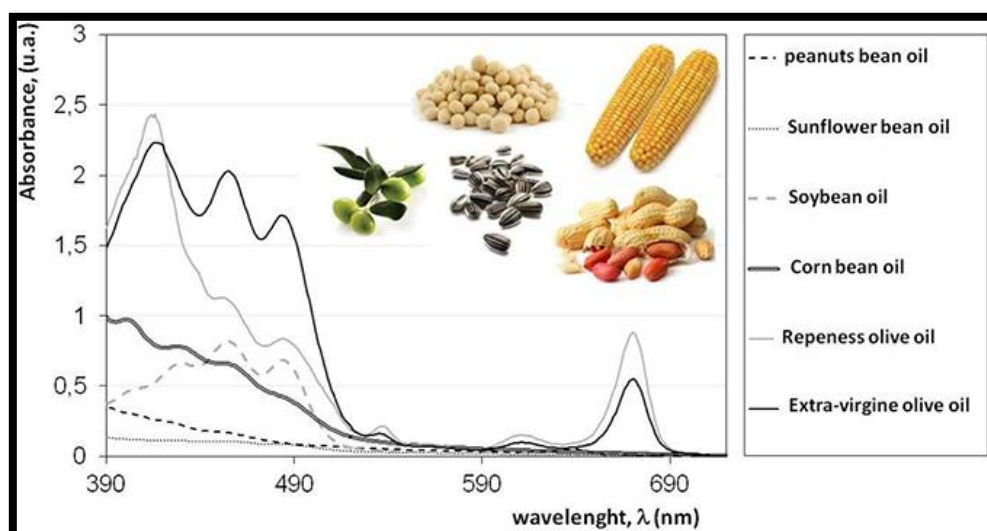 Absorbance, (u.a.)
3
2,5
2
1,5
1
0,5
0
390
490
590
690
wavelenght, λ (nm)
peanuts bean oil
Sunflower bean oil
Soybean oil
Corn bean oil
Repeness olive oil
Extra-virgine olive oil